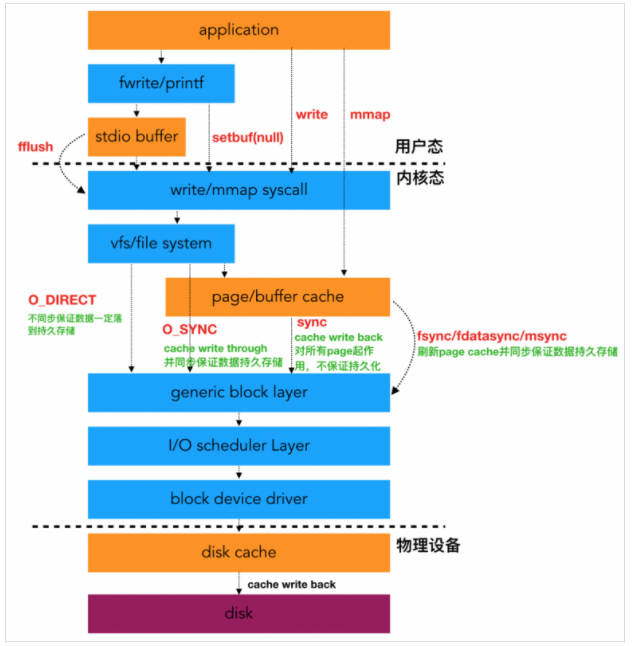 application
fwrite/printf
write
mmap
stdio buffer
setbuf(null)
fflush
用户态
内核态
write/mmap syscall
vfs/file system
page/buffer cache
O_DIRECT
不同步保证数据一定落
到持久存储
O_SYNC
cache write through
并同步保证数据持久存储
sync
cache write back
对所有page起作
用，不保证持久化
fsync/fdatasync/msync
刷新page cache并同步保证数据持久存储
generic block layer
I/O scheduler Layer
block device driver
物理设备
disk cache
cache write back
disk